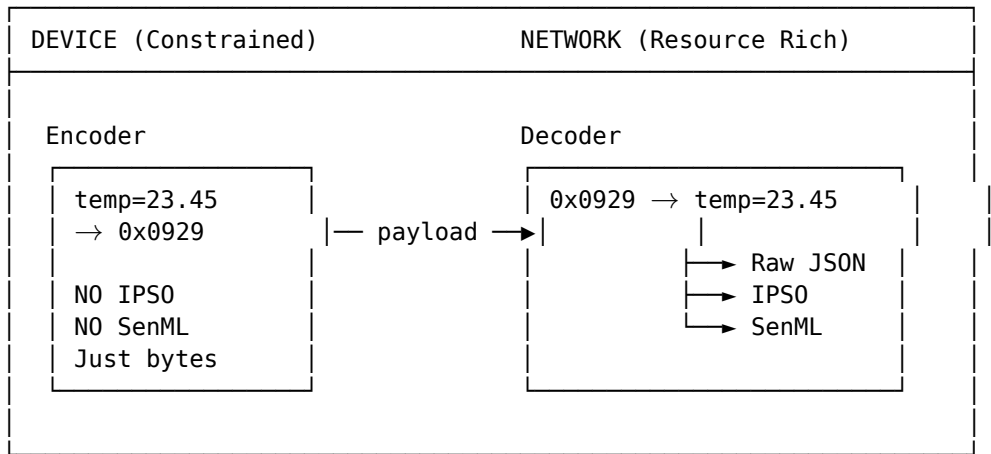 DEVICE (Constrained) NETWORK (Resource Rich)
Encoder Decoder
temp=23.45 0x0929 → temp=23.45
→ 0x0929 payload
Raw JSON
NO IPSO IPSO
NO SenML SenML
Just bytes